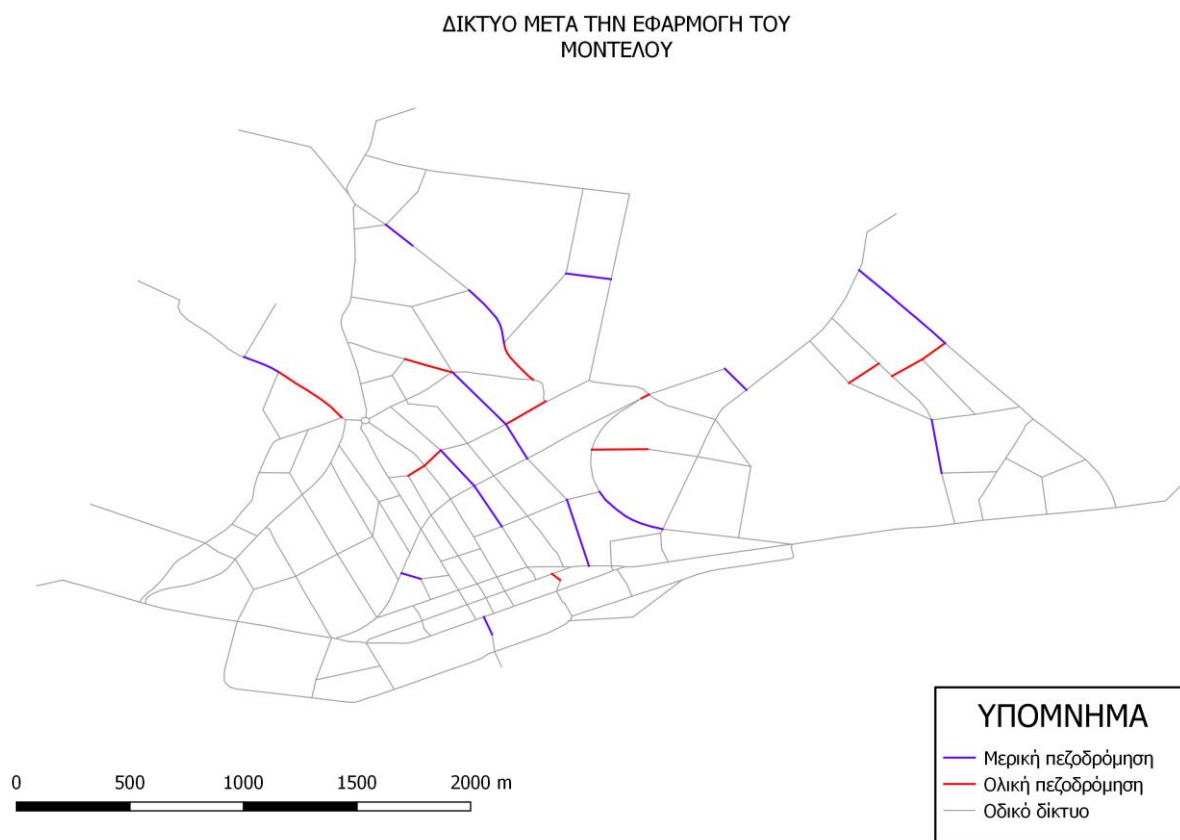 ΔΙΚΤΥΟ ΜΕΤΑ ΤΗΝ ΕΦΑΡΜΟΓΗ ΤΟΥ
ΜΟΝΤΕΛΟΥ
ΥΠΟΜΝΗΜΑ
Μερική πεζοδρόμηση
Ολική πεζοδρόμηση
Οδικό δίκτυο
0 500 1000 1500 2000 m